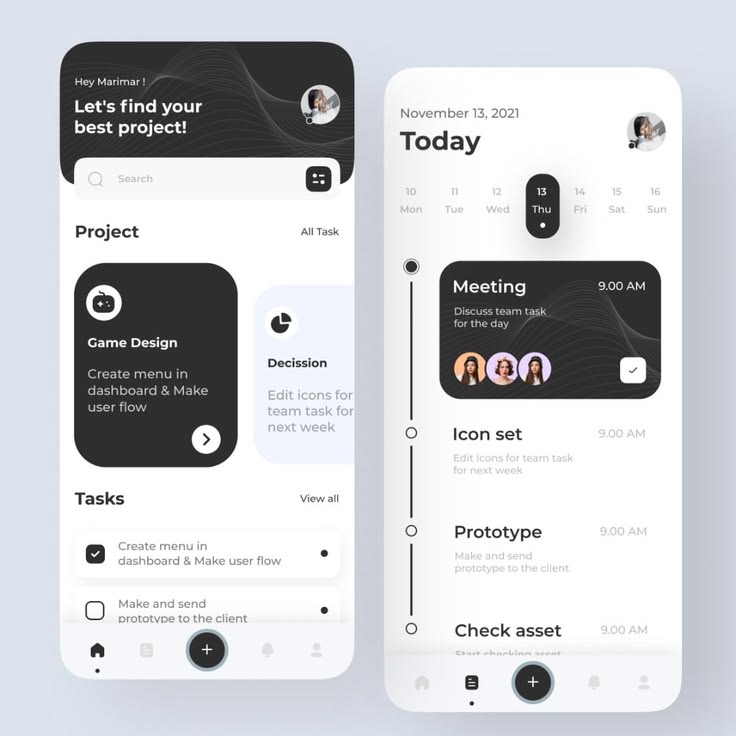 Hey Marimar !
Let's find your
best project!
Search
Project
All Task
Game Design
Create menu in
dashboard & Make
user flow
Decission
Edit icons for
team task for
next week
Tasks
View all
Create menu in
dashboard & Make user flow
Make and send
prototype to the client
November 13, 2021
Today
10 11 12 13 14 15 16
Mon Tue Wed Thu Fri Sat Sun
Meeting
9.00 AM
Discuss team task
for the day
Icon set
9.00 AM
Edit icons for team task
for next week
Prototype
9.00 AM
Make and send
prototype to the client
Check asset
9.00 AM
Start checking asset